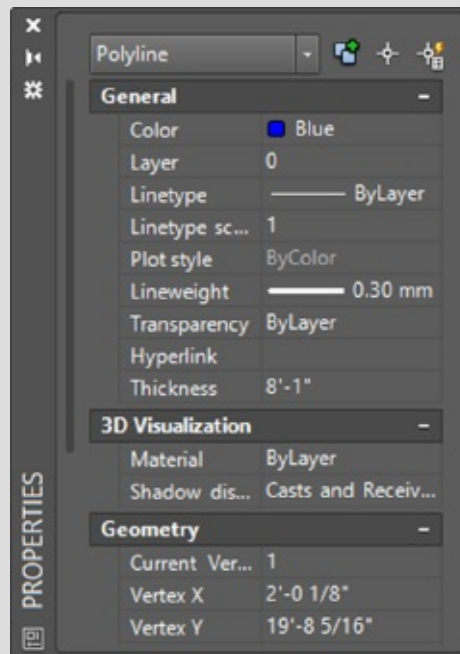 Polyline
General
Color Blue
Layer 0
Linetype ByLayer
Linetype sc... 1
Plot style ByColor
Lineweight 0.30 mm
Transparency ByLayer
Hyperlink
Thickness 8'-1"
3D Visualization
Material ByLayer
Shadow dis... Casts and Receiv...
Geometry
Current Ver... 1
Vertex X 2'-0 1/8"
Vertex Y 19'-8 5/16"
PROPERTIES